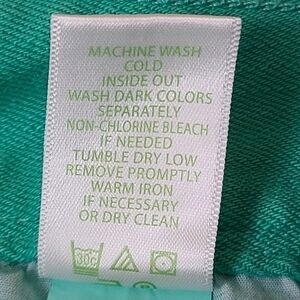 MACHINE WASH
COLD
INSIDE OUT
WASH DARK COLORS
SEPARATELY
NON-CHLORINE BLEACH
IF NEEDED
TUMBLE DRY LOW
REMOVE PROMPTLY
WARM IRON
IF NECESSARY
OR DRY CLEAN